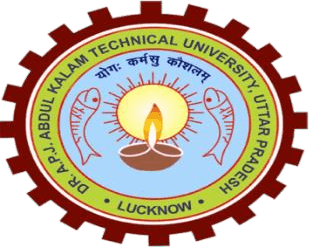 DR. A.P.J. ABDUL KALAM TECHNICAL UNIVERSITY, UTTAR PRADESH
योगः कर्मसु कौशलम्
LUCKNOW